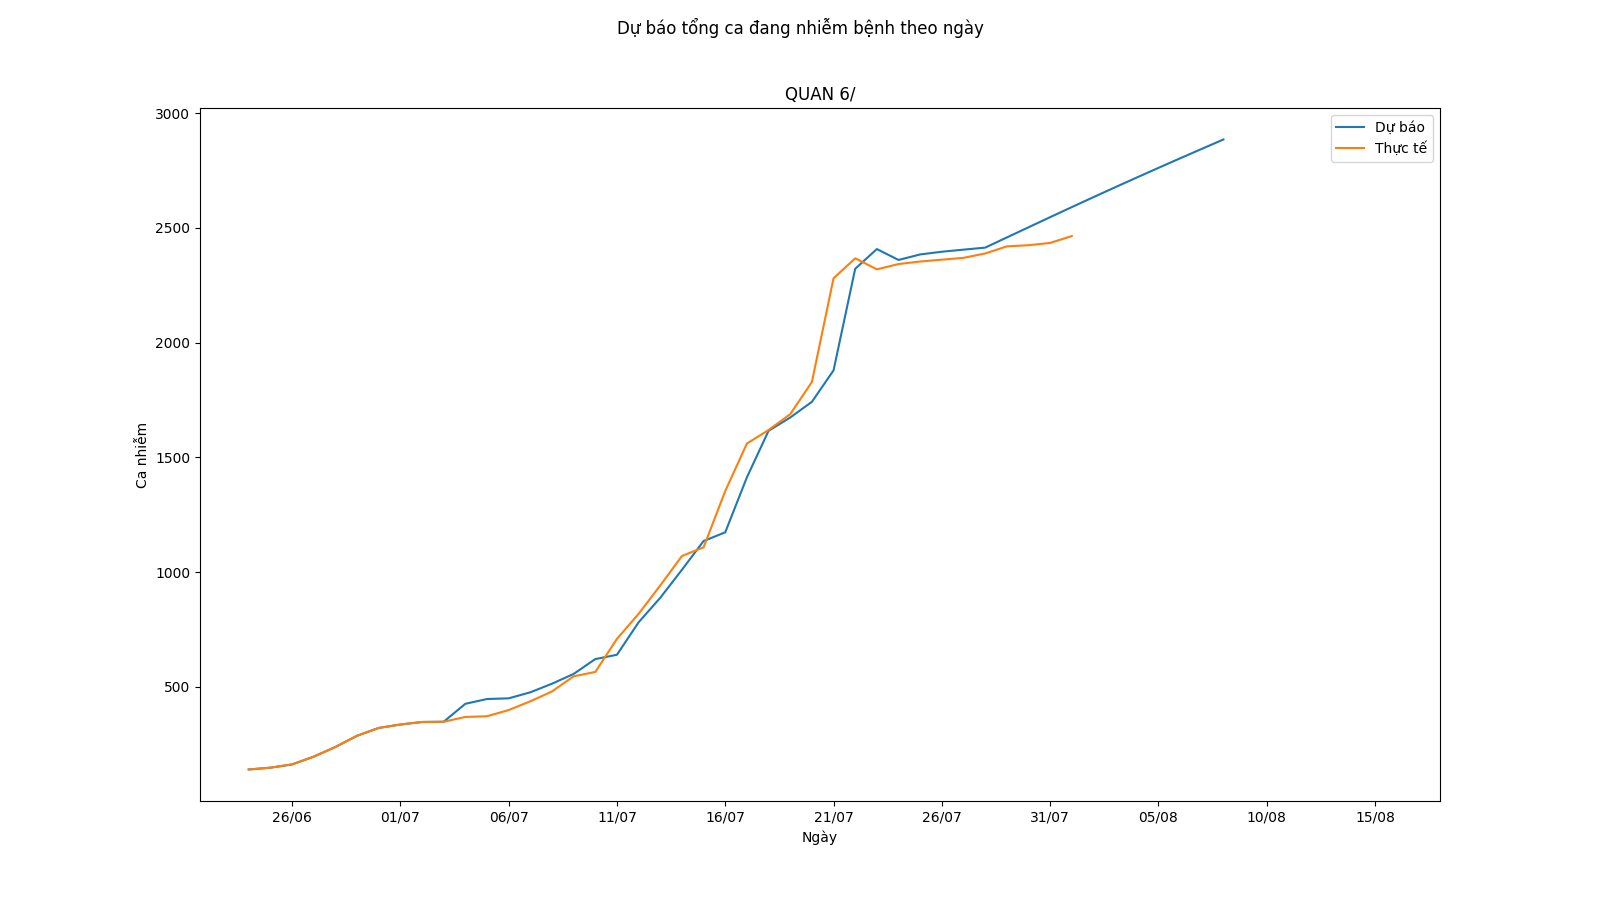 Dự báo tổng ca đang nhiễm bệnh theo ngày
QUAN 6/
Dự báo
Thực tế
3000
2500
2000
1500
1000
500
Ca nhiễm
26/06 01/07 06/07 11/07 16/07 21/07 26/07 31/07 05/08 10/08 15/08
Ngày